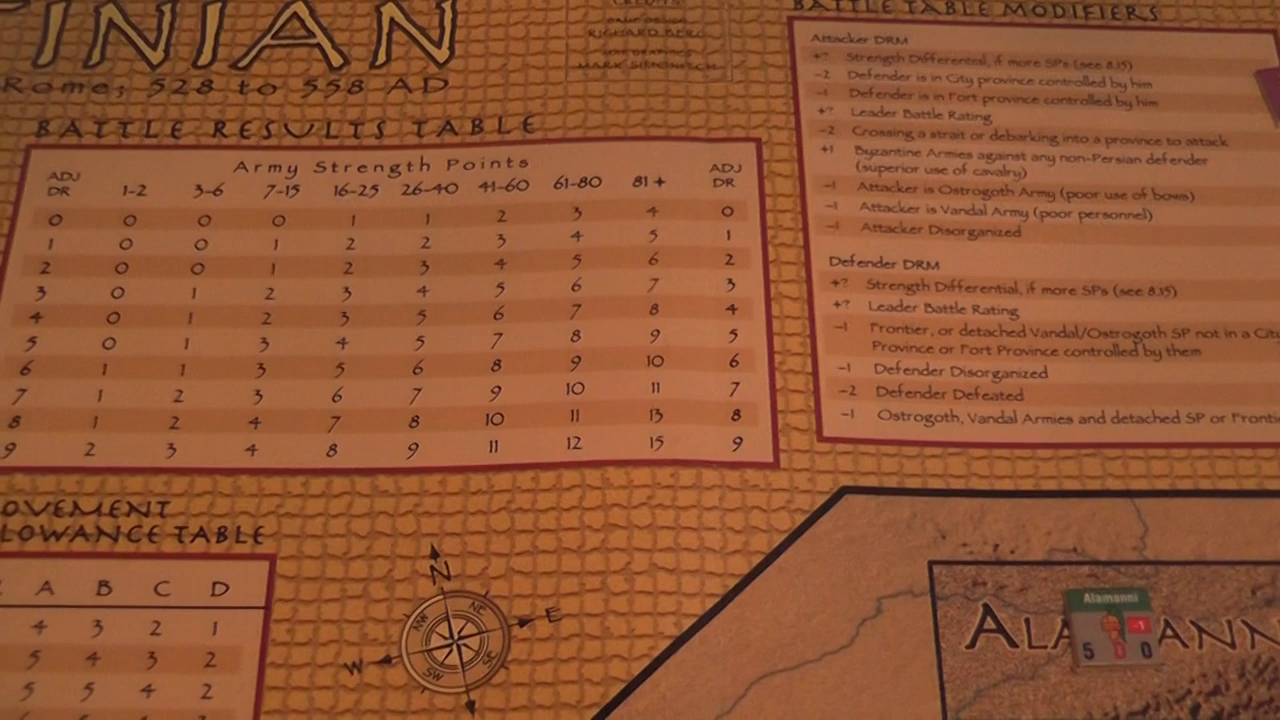 INIAN
Rome; 528 to 558 AD
CREDITS
RICHARD BERG
BATTLE RESULTS TABLE
Army Strength Points
ADJ DR 1-2 3-6 7-15 16-25 26-40 41-60 61-80 81+ ADJ DR
0 0 0 0 1 1 2 3 4 0
1 0 0 1 2 2 3 4 5 1
2 0 0 1 2 3 4 5 6 2
3 0 1 2 3 4 5 6 7 3
4 0 1 2 3 5 6 7 8 4
5 0 1 3 4 5 7 8 9 5
6 1 1 3 5 6 8 9 10 6
7 1 2 3 6 7 9 10 11 7
8 1 2 4 7 8 10 11 13 8
9 2 3 4 8 9 11 12 15 9
BATTLE TABLE MODIFIERS
Attacker DRM
+? Strength Differential, if more SPs (see 8.15)
-2 Defender is in City province controlled by him
-1 Defender is in Fort province controlled by him
+? Leader Battle Rating
-2 Crossing a strait or debarking into a province to attack
+1 Byzantine Armies against any non-Persian defender
(superior use of cavalry)
-1 Attacker is Ostrogoth Army (poor use of bows)
-1 Attacker is Vandal Army (poor personnel)
-1 Attacker Disorganized
Defender DRM
+? Strength Differential, if more SPs (see 8.15)
+? Leader Battle Rating
-1 Frontier, or detached Vandal/Ostrogoth SP not in a City
Province or Fort Province controlled by them
-1 Defender Disorganized
-2 Defender Defeated
-1 Ostrogoth, Vandal Armies and detached SP or Fronti
OVEMENT
LOWANCE TABLE
A B C D
4 3 2 1
5 4 3 2
5 5 4 2
N
NE
E
SE
SW
W
NW
Alamanni
-1
5 0 0
ALA ANN